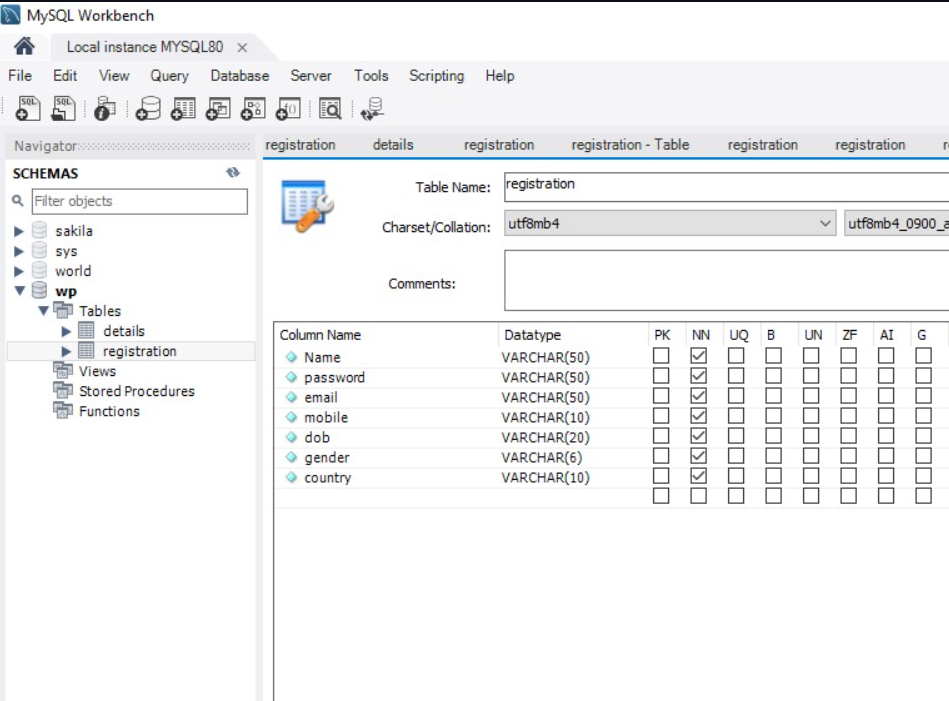 MySQL Workbench
Local instance MYSQL80
File Edit View Query Database Server Tools Scripting Help
SQL SQL
Navigator
registration details registration registration - Table registration registration
SCHEMAS
Filter objects
sakila
sys
world
wp
Tables
details
registration
Views
Stored Procedures
Functions
Table Name: registration
Charset/Collation: utf8mb4 utf8mb4_0900_a
Comments:
Column Name Datatype PK NN UQ B UN ZF AI G
Name VARCHAR(50)
password VARCHAR(50)
email VARCHAR(50)
mobile VARCHAR(10)
dob VARCHAR(20)
gender VARCHAR(6)
country VARCHAR(10)